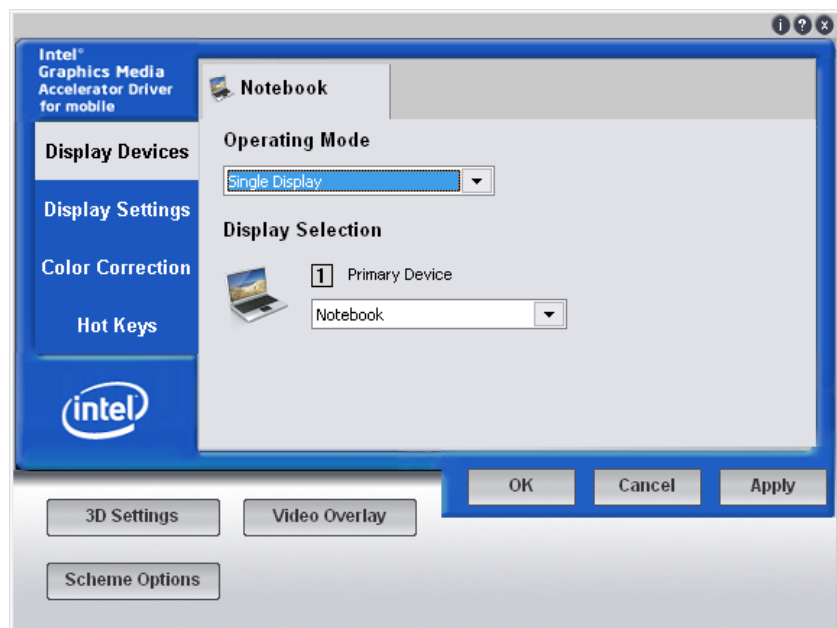 Intel®
Graphics Media
Accelerator Driver
for mobile
Notebook
Display Devices
Display Settings
Color Correction
Hot Keys
intel
Operating Mode
Single Display
Display Selection
1 Primary Device
Notebook
OK
Cancel
Apply
3D Settings
Video Overlay
Scheme Options